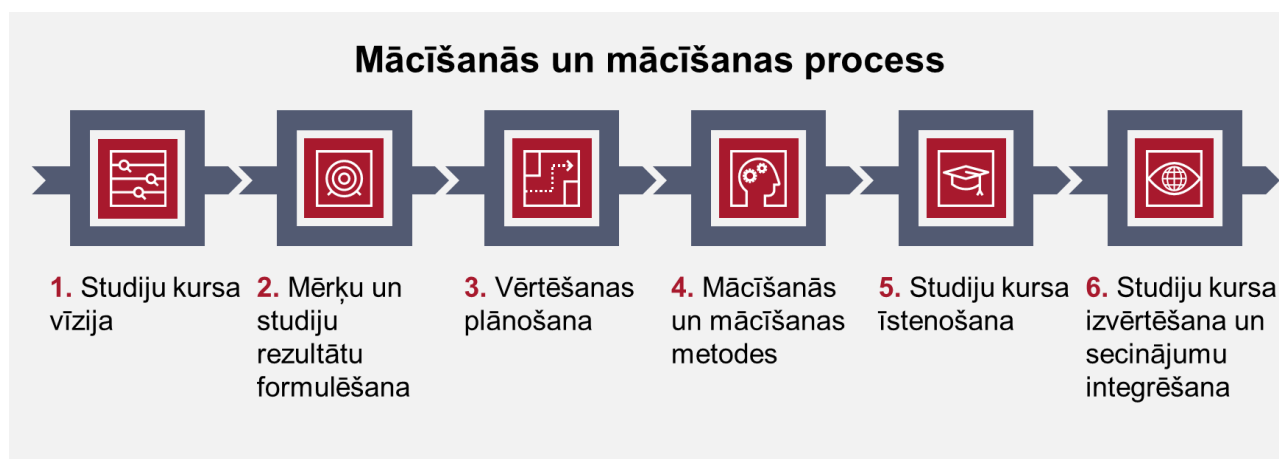 Mācīšanās un mācīšanas process
1. Studiju kursa
vīzija
2. Mērķu un
studiju
rezultātu
formulēšana
3. Vērtēšanas
plānošana
4. Mācīšanās
un mācīšanas
metodes
5. Studiju kursa
īstenošana
6. Studiju kursa
izvērtēšana un
secinājumu
integrēšana